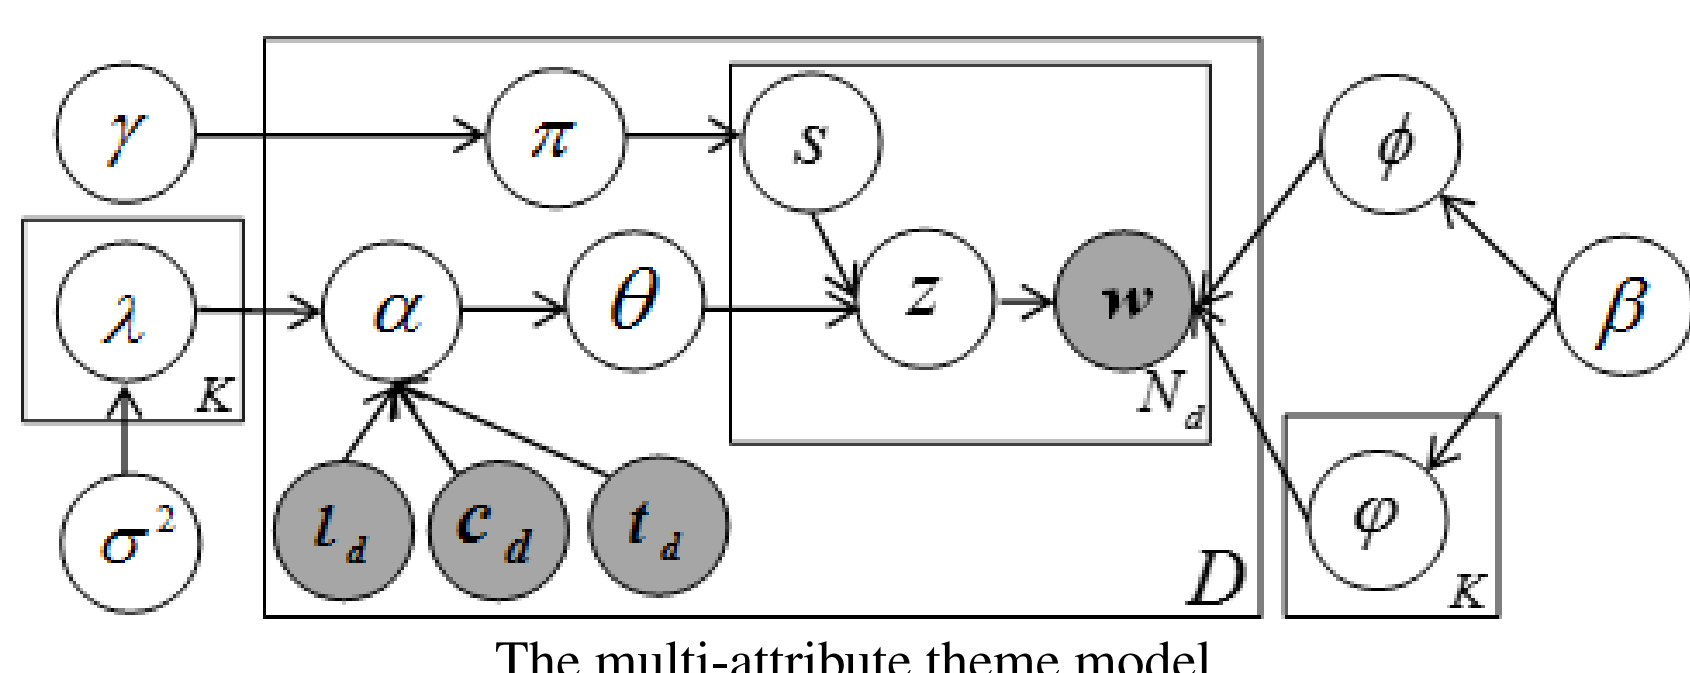 γ π s ϕ
λ α θ z w β
K N_d
σ² l_d c_d t_d φ
D K
The multi-attribute theme model